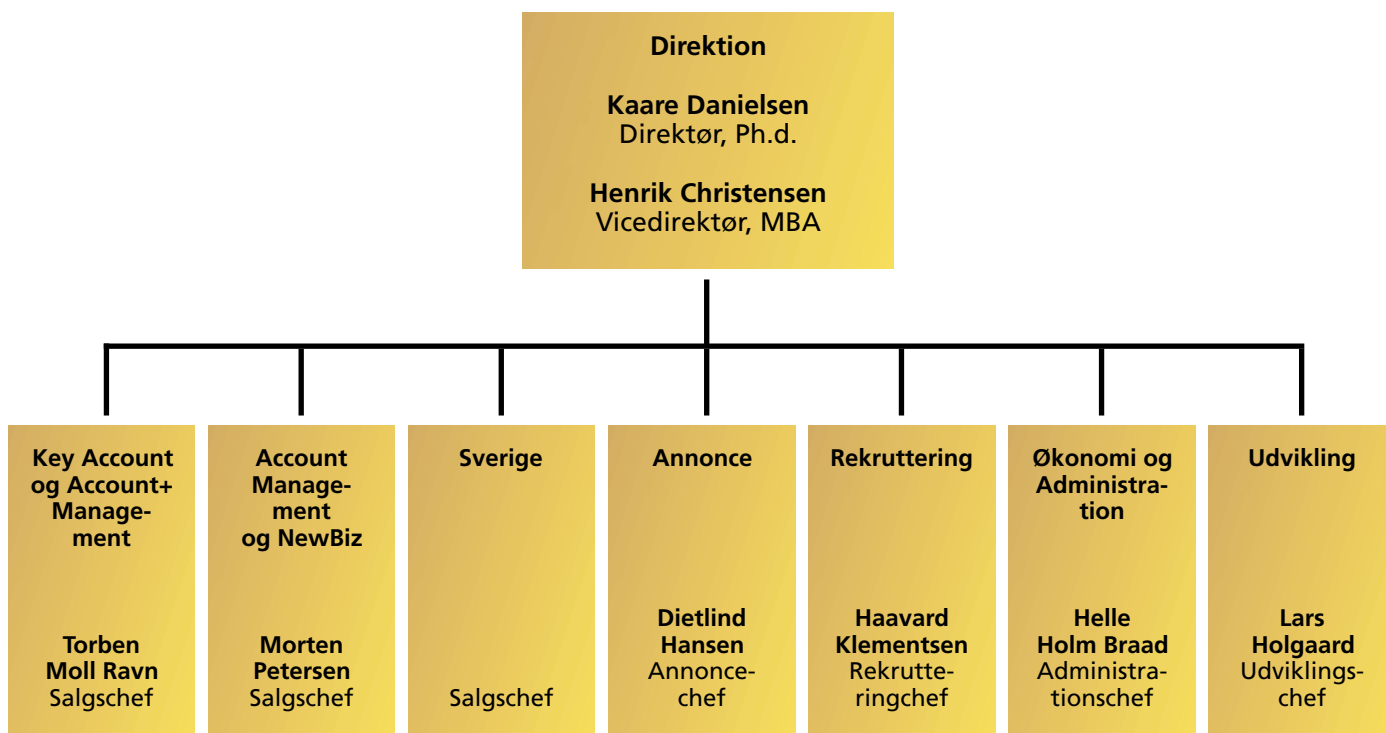 Direktion
Kaare Danielsen
Direktør, Ph.d.
Henrik Christensen
Vicedirektør, MBA
Key Account
og Account+
Manage-
ment
Torben
Moll Ravn
Salgschef
Account
Manage-
ment
og NewBiz
Morten
Petersen
Salgschef
Sverige
Salgschef
Annonce
Dietlind
Hansen
Annonce-
chef
Rekruttering
Haavard
Klementsen
Rekrutte-
ringchef
Økonomi og
Administra-
tion
Helle
Holm Braad
Administra-
tionschef
Udvikling
Lars
Holgaard
Udviklings-
chef